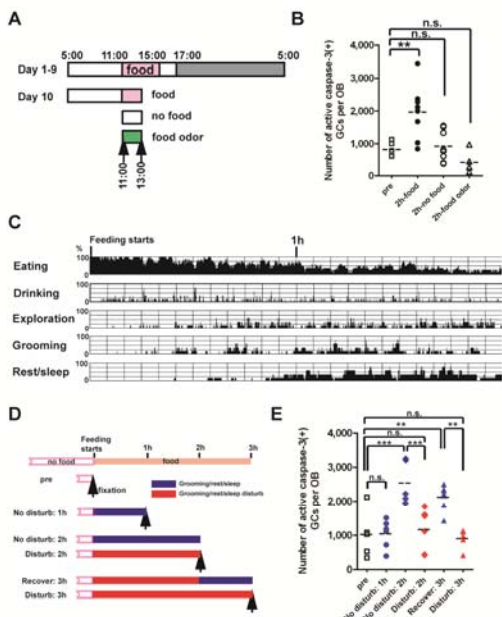 A
5:00 11:00 15:00 17:00 5:00
Day 1-9 food
Day 10 food
no food
food odor
11:00 13:00
B
n.s.
n.s.
**
Number of active caspase-3(+)
GCs per OB
4,000
3,000
2,000
1,000
0
pre 2h-food 2h-no food 2h-food odor
C
Feeding starts 1h
%
Eating 100 0
Drinking 100 0
Exploration 100 0
Grooming 100 0
Rest/sleep 100 0
D
Feeding
starts 1h 2h 3h
no food food
pre
fixation
Grooming/rest/sleep
Grooming/rest/sleep disturb
No disturb: 1h
No disturb: 2h
Disturb: 2h
Recover: 3h
Disturb: 3h
E
n.s.
**
n.s. **
*** ***
n.s.
Number of active caspase-3(+)
GCs per OB
4,000
3,000
2,000
1,000
0
pre No disturb: 1h No disturb: 2h Disturb: 2h Recover: 3h Disturb: 3h